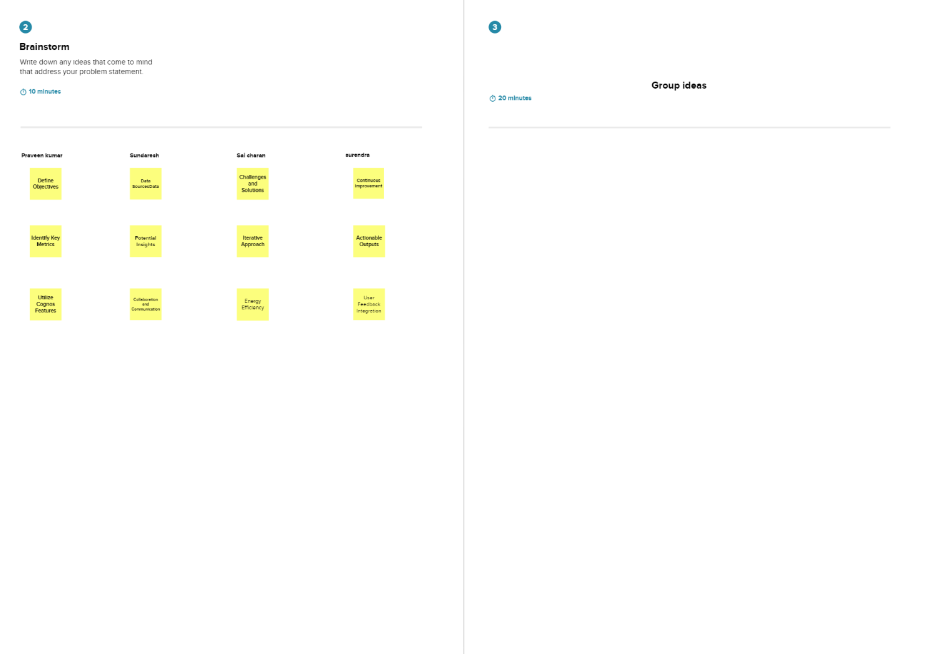 2
Brainstorm
Write down any ideas that come to mind
that address your problem statement.
10 minutes
Praveen kumar
Sundaresh
Sai charan
surendra
Define
Objectives
Data
SourcesData
Challenges
and
Solutions
Continuous
Improvement
Identify Key
Metrics
Potential
Insights
Iterative
Approach
Actionable
Outputs
Utilize
Cognos
Features
Collaboration
and
Communication
Energy
Efficiency
User
Feedback
Integration
3
Group ideas
20 minutes